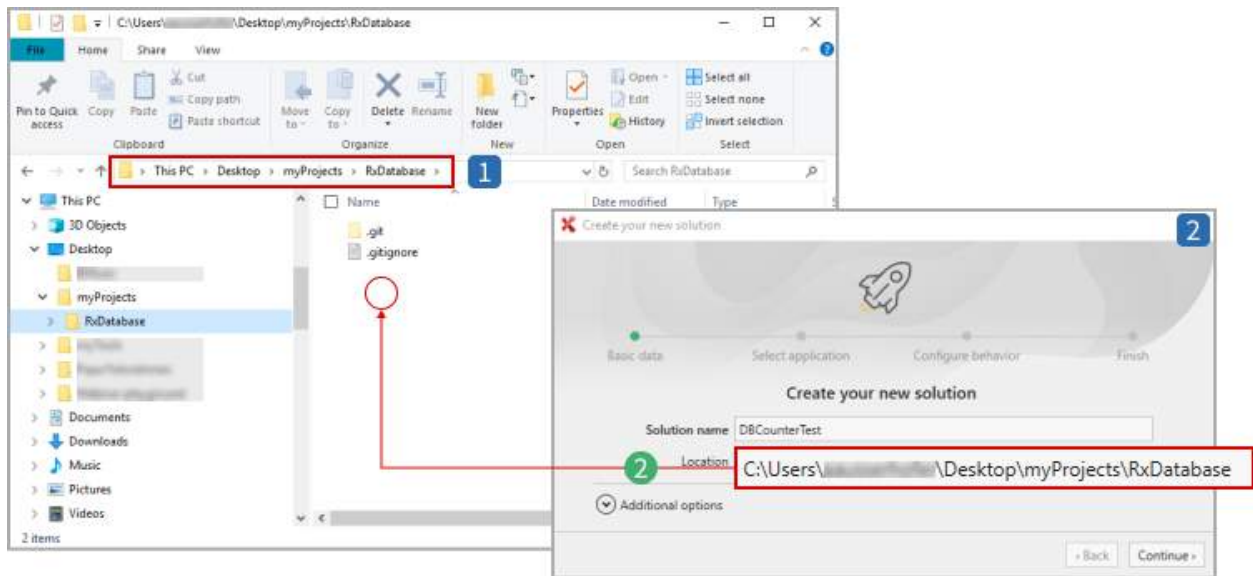 C:\Users\ \Desktop\myProjects\RxDatabase
File Home Share View
Pin to Quick access
Copy
Paste
Cut
Copy path
Paste shortcut
Move to
Copy to
Delete
Rename
New folder
Properties
Open
Edit
History
Select all
Select none
Invert selection
Clipboard Organize New Open Select
This PC > Desktop > myProjects > RxDatabase >
1
Search RxDatabase
This PC
3D Objects
Desktop
myProjects
RxDatabase
Documents
Downloads
Music
Pictures
Videos
2 items
Name Date modified Type
.git
.gitignore
Create your new solution
2
Basic data Select application Configure behavior Finish
Create your new solution
Solution name DBCounterTest
2
Location C:\Users\ \Desktop\myProjects\RxDatabase
Additional options
‹ Back Continue ›